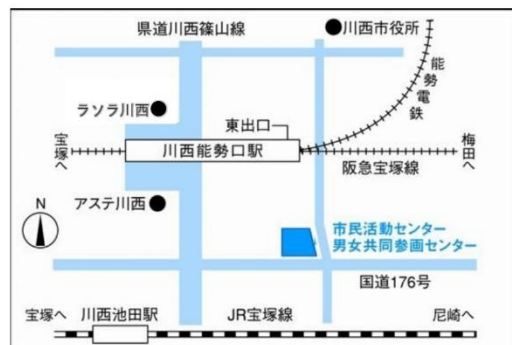 県道川西篠山線
川西市役所
能勢電鉄
ラソラ川西
東出口
宝塚へ
川西能勢口駅
梅田へ
阪急宝塚線
アステ川西
N
市民活動センター
男女共同参画センター
国道176号
宝塚へ
川西池田駅
JR宝塚線
尼崎へ